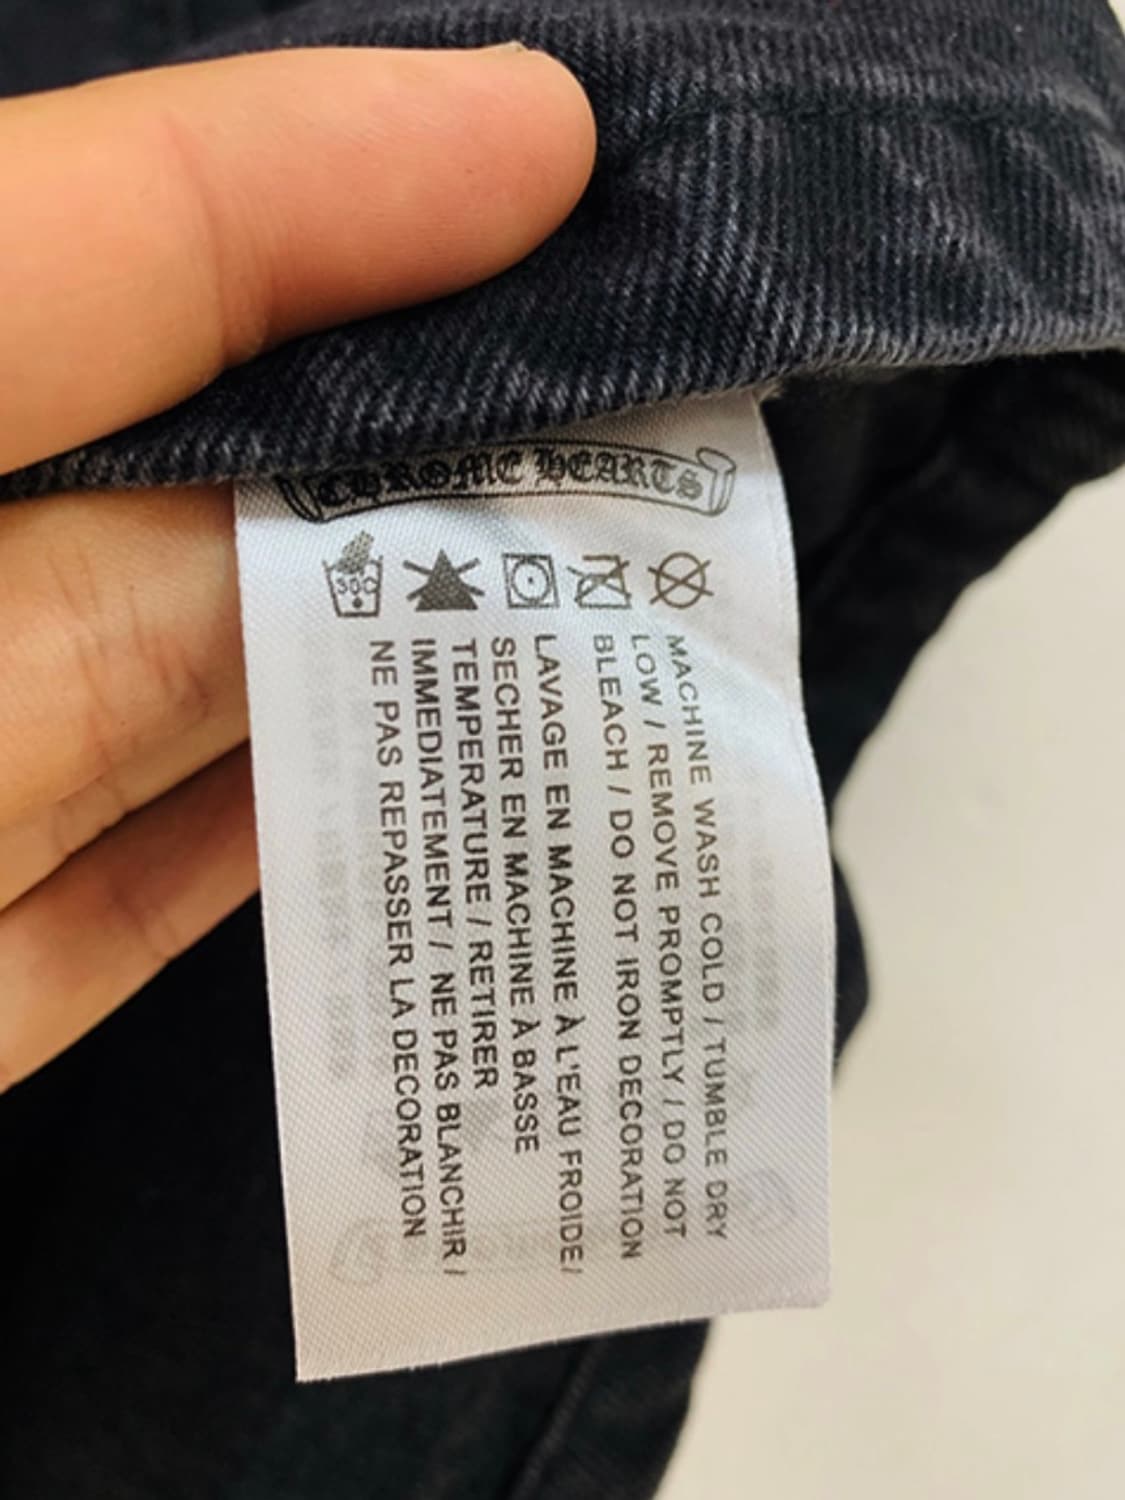 CHROME HEARTS
30C
MACHINE WASH COLD / TUMBLE DRY
LOW / REMOVE PROMPTLY / DO NOT
BLEACH / DO NOT IRON DECORATION
LAVAGE EN MACHINE À L'EAU FROIDE/
SECHER EN MACHINE À BASSE
TEMPERATURE / RETIRER
IMMEDIATEMENT / NE PAS BLANCHIR /
NE PAS REPASSER LA DECORATION